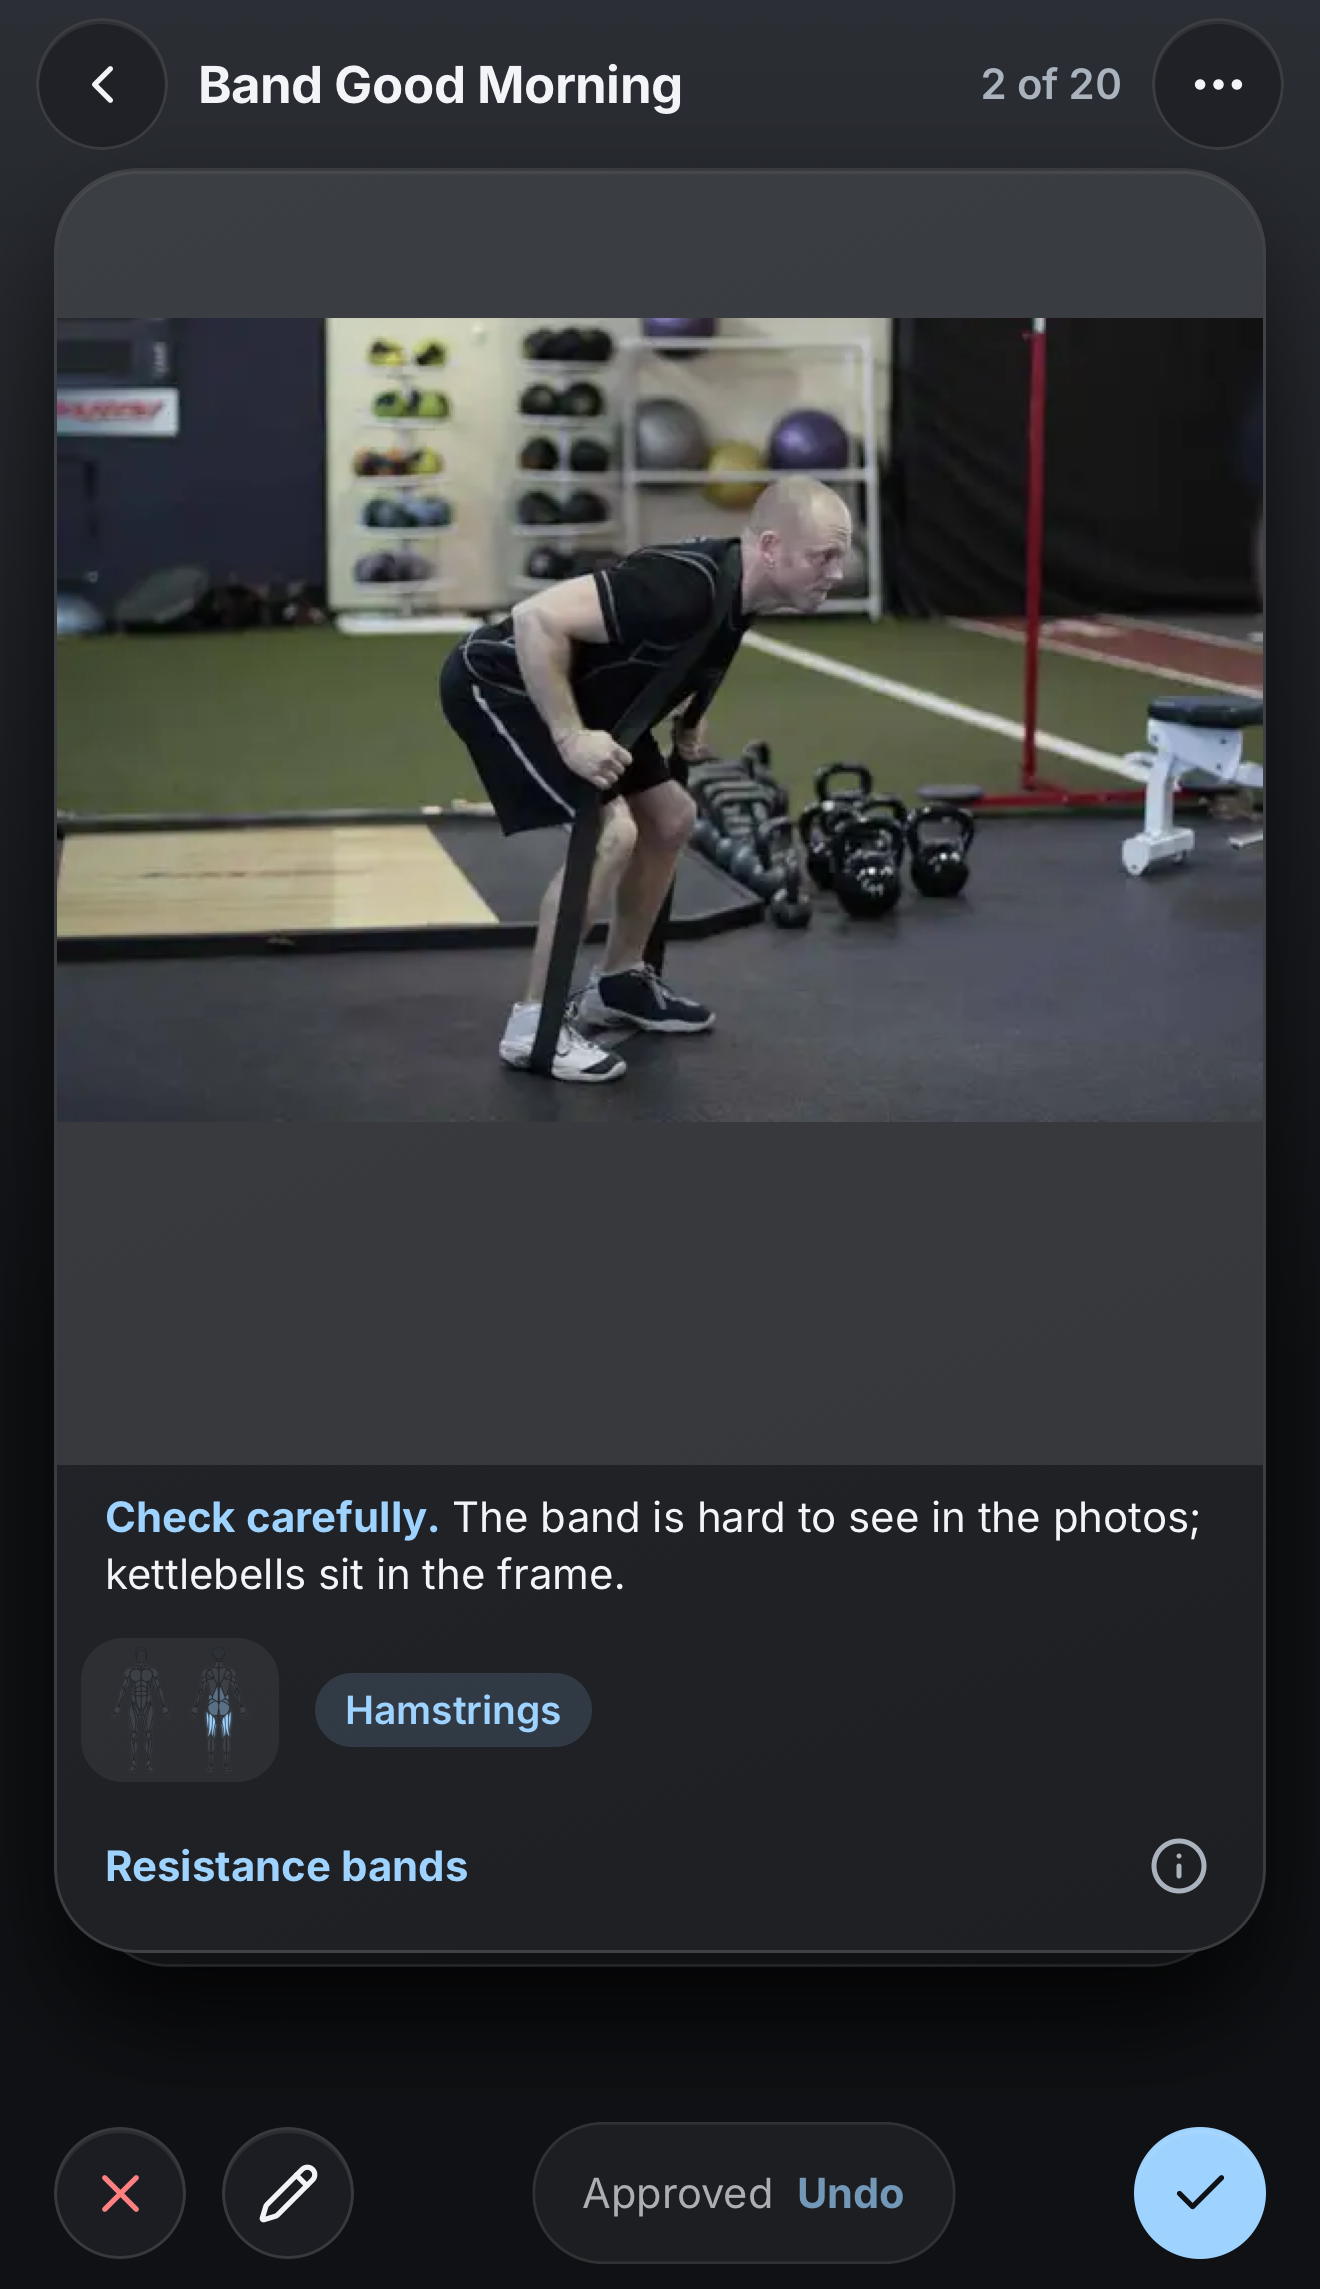 Band Good Morning
2 of 20
Check carefully. The band is hard to see in the photos;
kettlebells sit in the frame.
Hamstrings
Resistance bands
Approved Undo